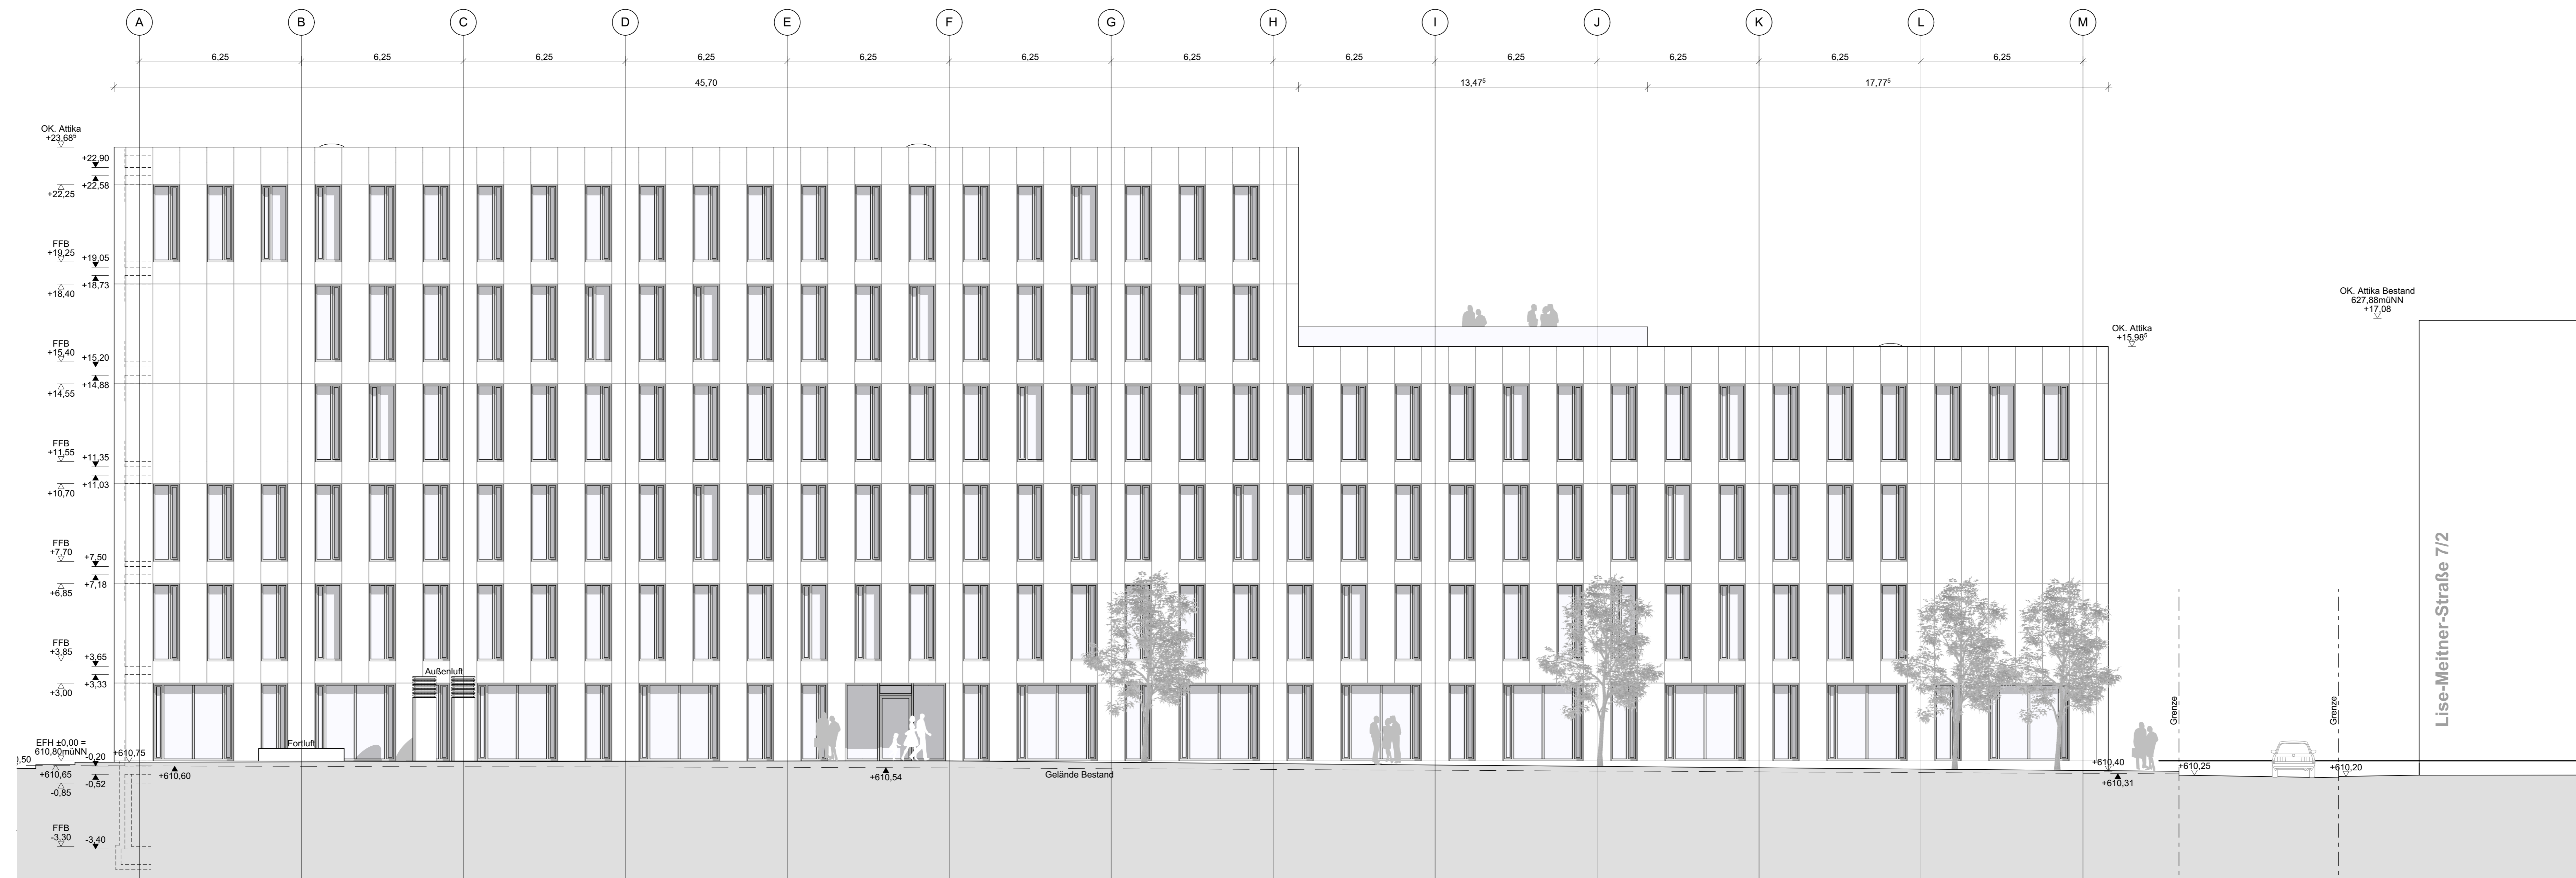 A B C D E F G H I J K L M
6,25 6,25 6,25 6,25 6,25 6,25 6,25 6,25 6,25 6,25 6,25 6,25
45,70 13,47⁵ 17,77⁵
OK. Attika
+23,68⁵
+22,90
+22,58
+22,25
FFB
+19,25
+19,05
+18,73
+18,40
FFB
+15,40
+15,20
+14,88
+14,55
FFB
+11,55
+11,35
+11,03
+10,70
FFB
+7,70
+7,50
+7,18
+6,85
FFB
+3,85
+3,65
+3,33
+3,00
EFH ±0,00 =
610,80müNN
-0,20
+610,75
0,50
+610,65
-0,52
-0,85
FFB
-3,30
-3,40
+610,60
Fortluft
Außenluft
+610,54
Gelände Bestand
OK. Attika
+15,98⁵
+610,40
+610,31
Grenze
+610,25
Grenze
+610,20
OK. Attika Bestand
627,88müNN
+17,08
Lise-Meitner-Straße 7/2